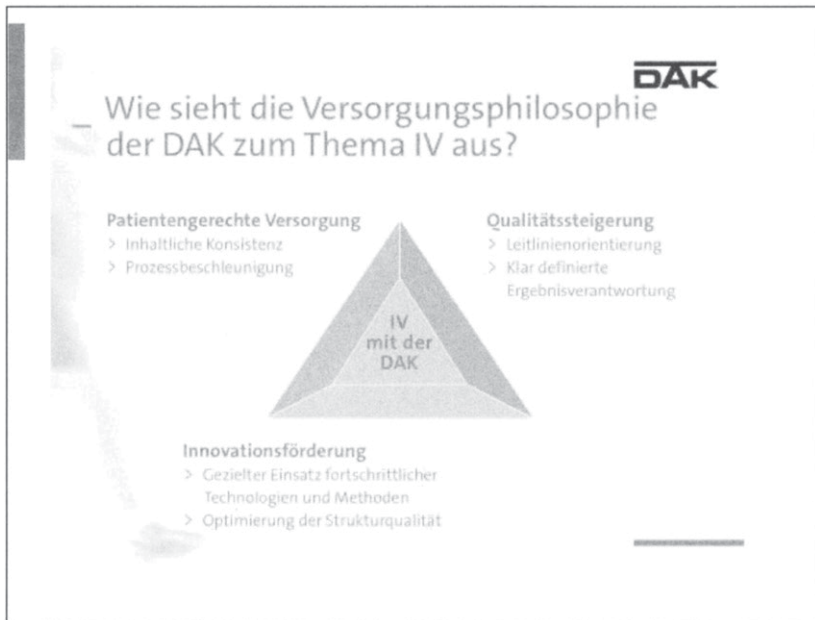 DAK
_ Wie sieht die Versorgungsphilosophie
der DAK zum Thema IV aus?
Patientengerechte Versorgung
> Inhaltliche Konsistenz
> Prozessbeschleunigung
Qualitätssteigerung
> Leitlinienorientierung
> Klar definierte
Ergebnisverantwortung
IV
mit der
DAK
Innovationsförderung
> Gezielter Einsatz fortschrittlicher
Technologien und Methoden
> Optimierung der Strukturqualität